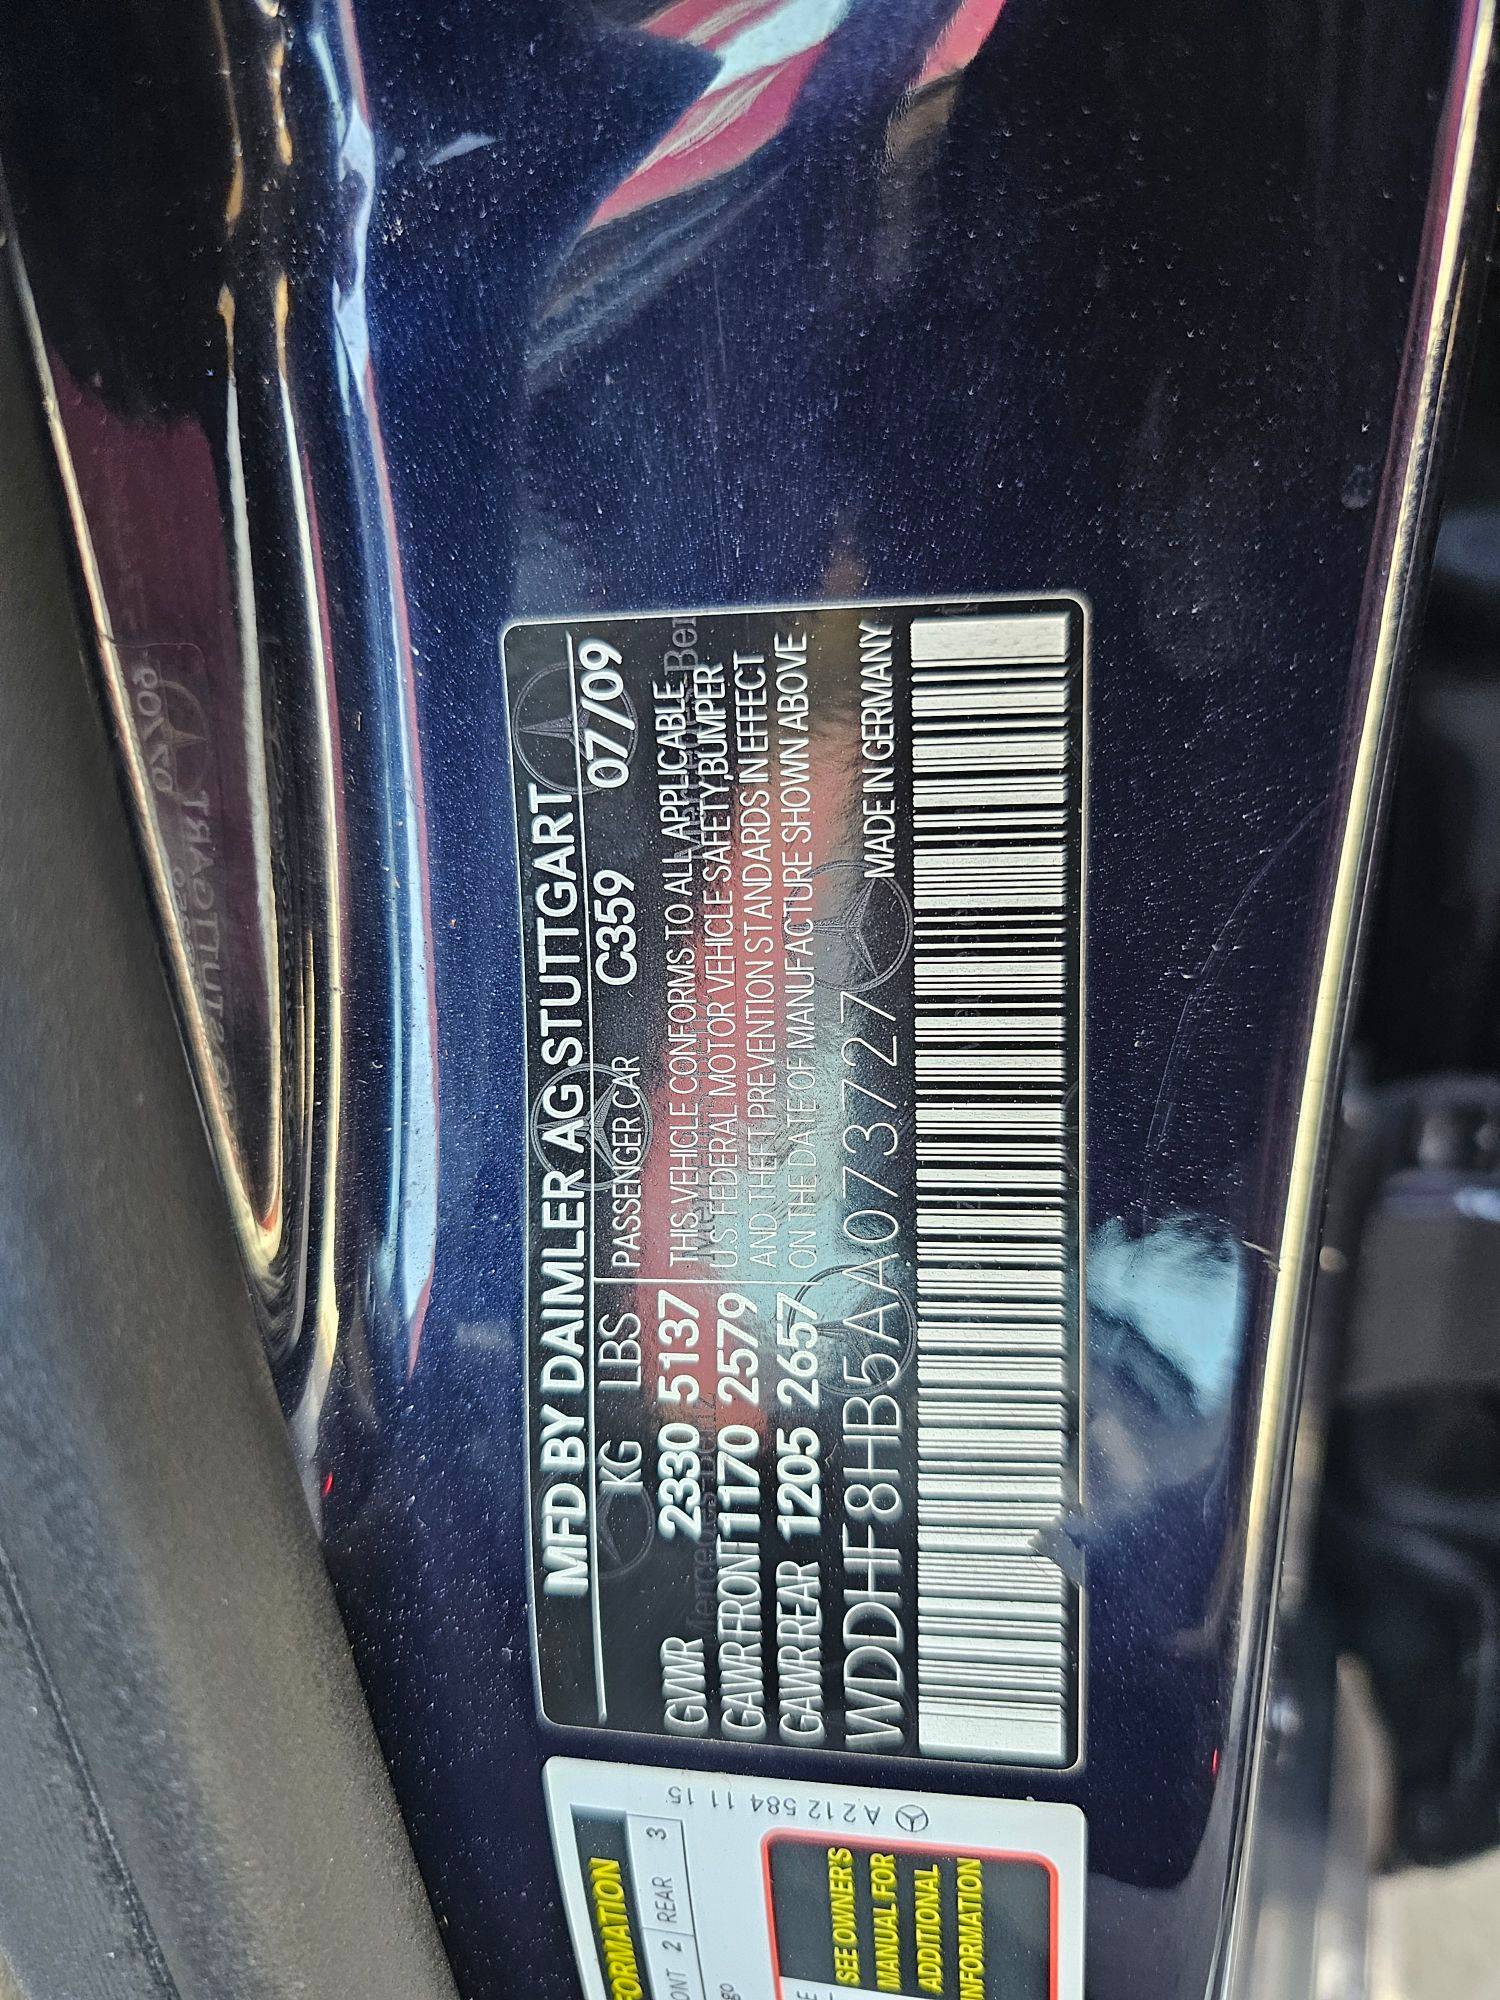 MFD BY DAIMLER AG STUTTGART
KG LBS PASSENGER CAR C359 07/09
GVWR 2330 5137 THIS VEHICLE CONFORMS TO ALL APPLICABLE
GAWR FRONT 1170 2579 U.S. FEDERAL MOTOR VEHICLE SAFETY, BUMPER
GAWR REAR 1205 2657 AND THEFT PREVENTION STANDARDS IN EFFECT
ON THE DATE OF MANUFACTURE SHOWN ABOVE
WDDHF8HB5AA073727 MADE IN GERMANY
A 212 584 11 15
2 REAR 3
SEE OWNER'S
MANUAL FOR
ADDITIONAL
INFORMATION